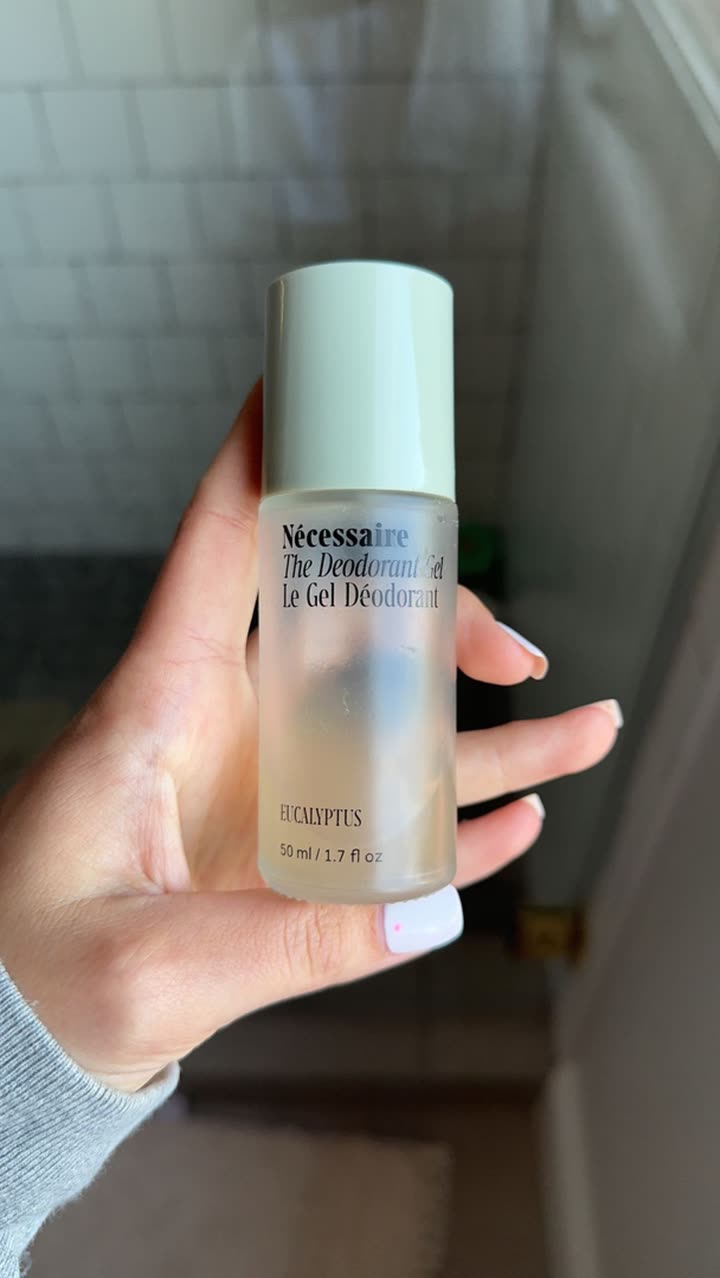 Nécessaire
The Deodorant Gel
Le Gel Déodorant
EUCALYPTUS
50 ml / 1.7 fl oz